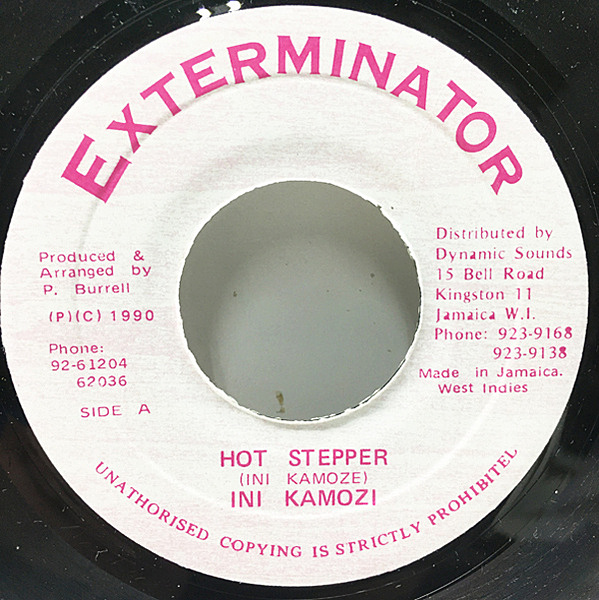 EXTERMINATOR
Produced &
Arranged by
P. Burrell
(P)(C) 1990
Phone:
92-61204
62036
SIDE A
Distributed by
Dynamic Sounds
15 Bell Road
Kingston 11
Jamaica W.I.
Phone: 923-9168
923-9138
Made in Jamaica.
West Indies
HOT STEPPER
(INI KAMOZE)
INI KAMOZI
UNATHORISED COPYING IS STRICTLY PROHIBITEL